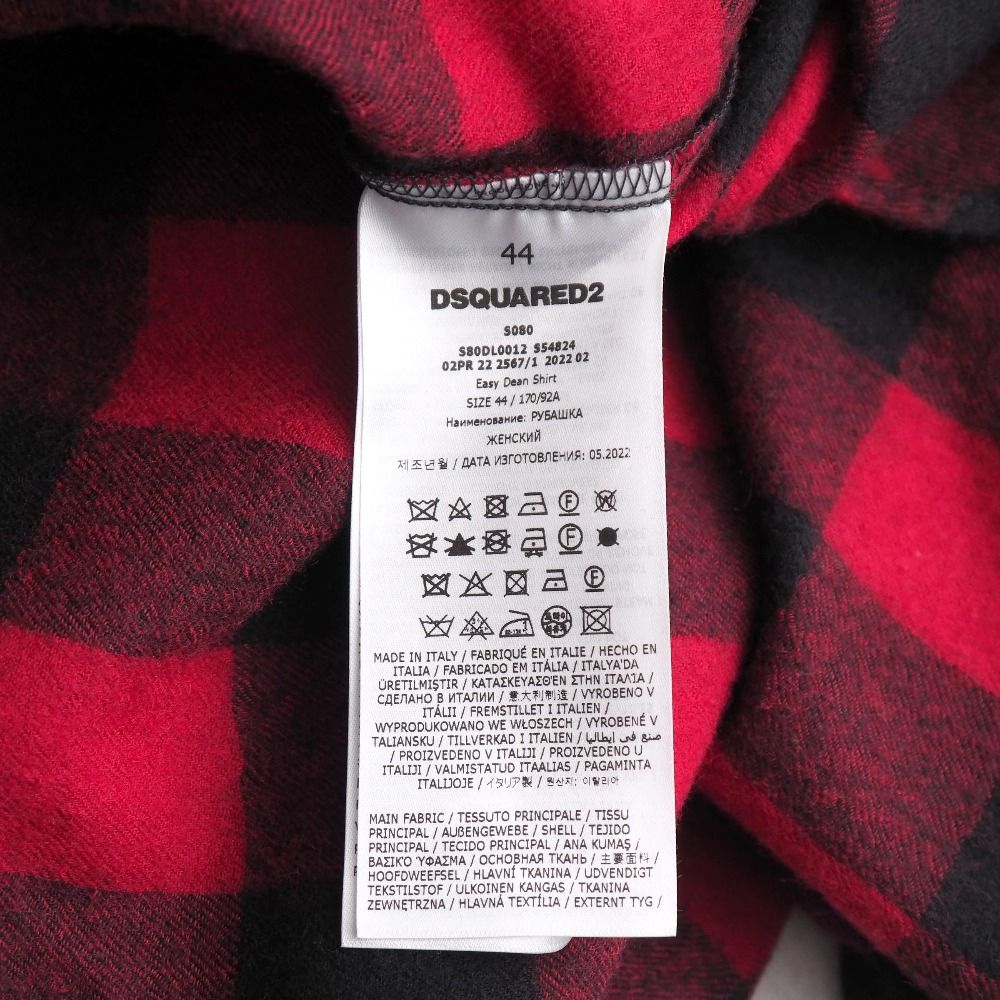 44
DSQUARED2
S080
S80DL0012 S54824
02PR 22 2567/1 2022 02
Easy Dean Shirt
SIZE 44 / 170/92A
Наименование: РУБАШКА
ЖЕНСКИЙ
제조년월 / ДАТА ИЗГОТОВЛЕНИЯ: 05.2022
MADE IN ITALY / FABRIQUÉ EN ITALIE / HECHO EN
ITALIA / FABRICADO EM ITÁLIA / ITALYA'DA
ÜRETILMIŞTIR / ΚΑΤΑΣΚΕΥΑΣΘΕΝ ΣΤΗΝ ΙΤΑΛΙΑ /
СДЕЛАНО В ИТАЛИИ / 意大利制造 / VYROBENO V
ITÁLII / FREMSTILLET I ITALIEN /
WYPRODUKOWANO WE WŁOSZECH / VYROBENÉ V
TALIANSKU / TILLVERKAD I ITALIEN / صنع في إيطاليا
/ PROIZVEDENO V ITALIJI / PROIZVEDENO U
ITALIJI / VALMISTATUD ITAALIAS / PAGAMINTA
ITALIJOJE / イタリア製 / 원산지: 이탈리아
MAIN FABRIC / TESSUTO PRINCIPALE / TISSU
PRINCIPAL / AUßENGEWEBE / SHELL / TEJIDO
PRINCIPAL / TECIDO PRINCIPAL / ANA KUMAŞ /
ΒΑΣΙΚΌ ΎΦΑΣΜΑ / ОСНОВНАЯ ТКАНЬ / 主要面料 /
HOOFDWEEFSEL / HLAVNÍ TKANINA / UDVENDIGT
TEKSTILSTOF / ULKOINEN KANGAS / TKANINA
ZEWNĘTRZNA / HLAVNÁ TEXTÍLIA / EXTERNT TYG /